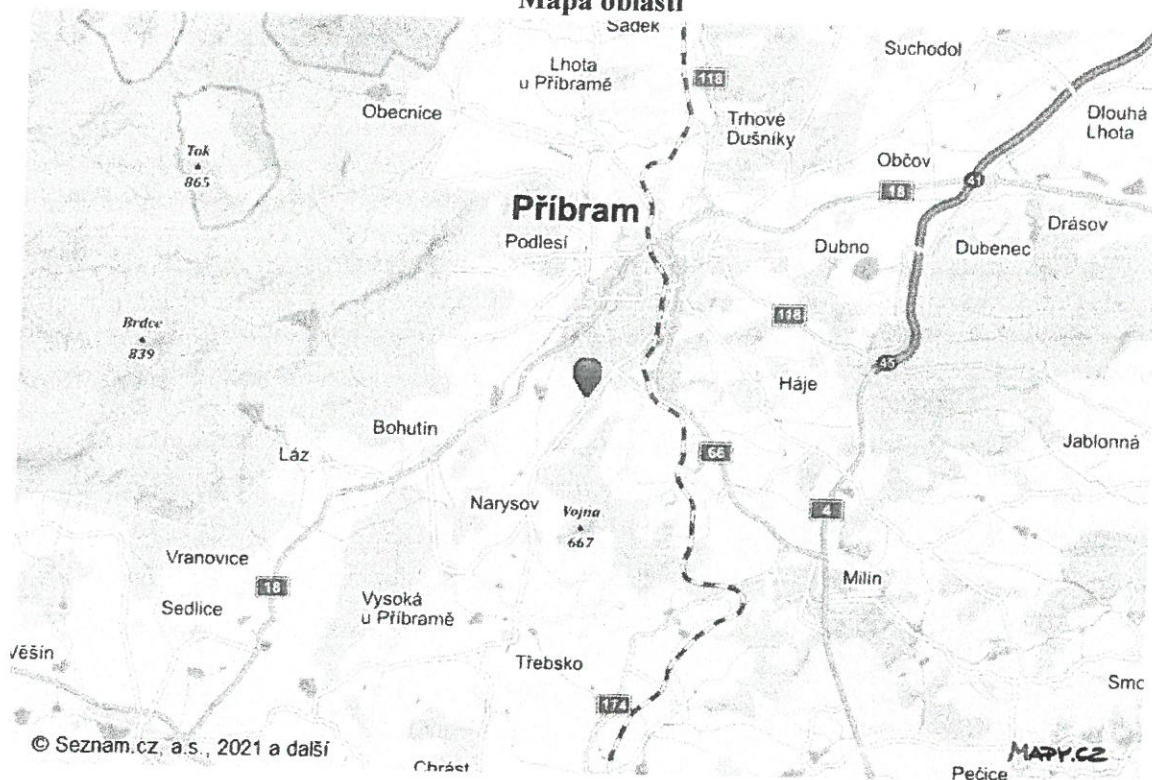 Mapa oblasti
Sádek
Suchodol
118
Lhota
u Příbramě
Obecnice
Trhové
Dušníky
Dlouhá
Lhota
Tok
865
Občov
41
18
Příbram
Drásov
Podlesí
Dubno
Dubenec
118
Brdce
839
45
Háje
Bohutín
Jablonná
Láz
66
Narysov
Vojna
667
4
Vranovice
18
Milín
Sedlice
Vysoká
u Příbramě
Věšín
Třebsko
Smo
174
© Seznam.cz, a.s., 2021 a další
MAPY.CZ
Chrást
Pečice